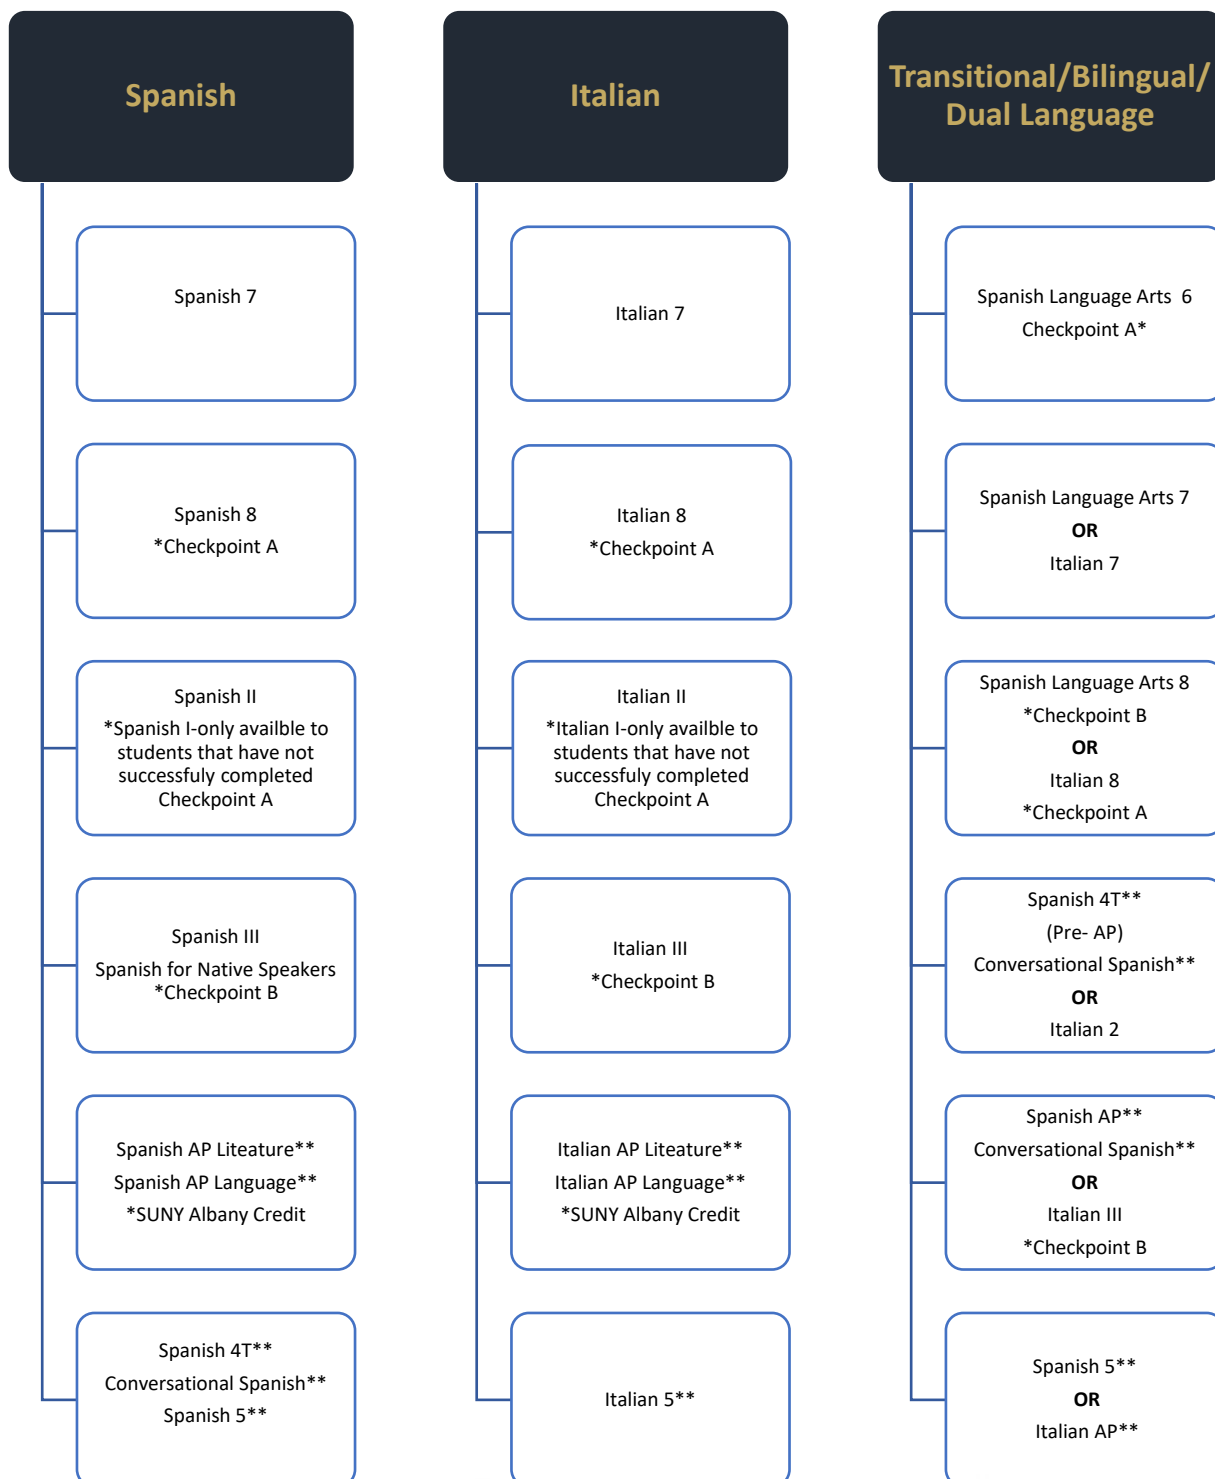 Spanish
Spanish 7
Spanish 8
*Checkpoint A
Spanish II
*Spanish I-only availble to
students that have not
successfuly completed
Checkpoint A
Spanish III
Spanish for Native Speakers
*Checkpoint B
Spanish AP Liteature**
Spanish AP Language**
*SUNY Albany Credit
Spanish 4T**
Conversational Spanish**
Spanish 5**
Italian
Italian 7
Italian 8
*Checkpoint A
Italian II
*Italian I-only availble to
students that have not
successfuly completed
Checkpoint A
Italian III
*Checkpoint B
Italian AP Liteature**
Italian AP Language**
*SUNY Albany Credit
Italian 5**
Transitional/Bilingual/
Dual Language
Spanish Language Arts 6
Checkpoint A*
Spanish Language Arts 7
OR
Italian 7
Spanish Language Arts 8
*Checkpoint B
OR
Italian 8
*Checkpoint A
Spanish 4T**
(Pre- AP)
Conversational Spanish**
OR
Italian 2
Spanish AP**
Conversational Spanish**
OR
Italian III
*Checkpoint B
Spanish 5**
OR
Italian AP**